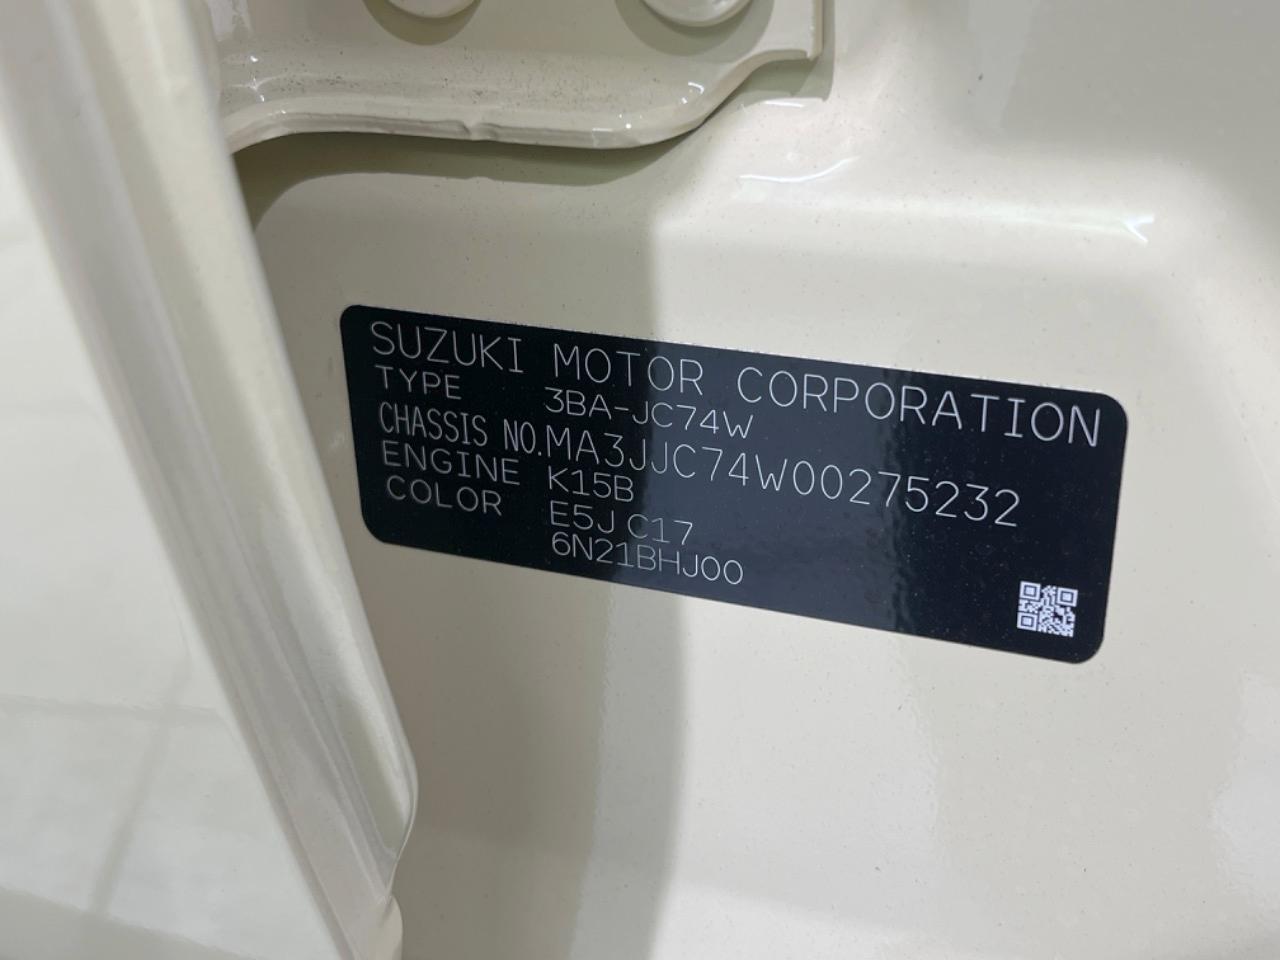 SUZUKI MOTOR CORPORATION
TYPE 3BA-JC74W
CHASSIS NO. MA3JJC74W00275232
ENGINE K15B
COLOR E5J C17
6N21BHJ00